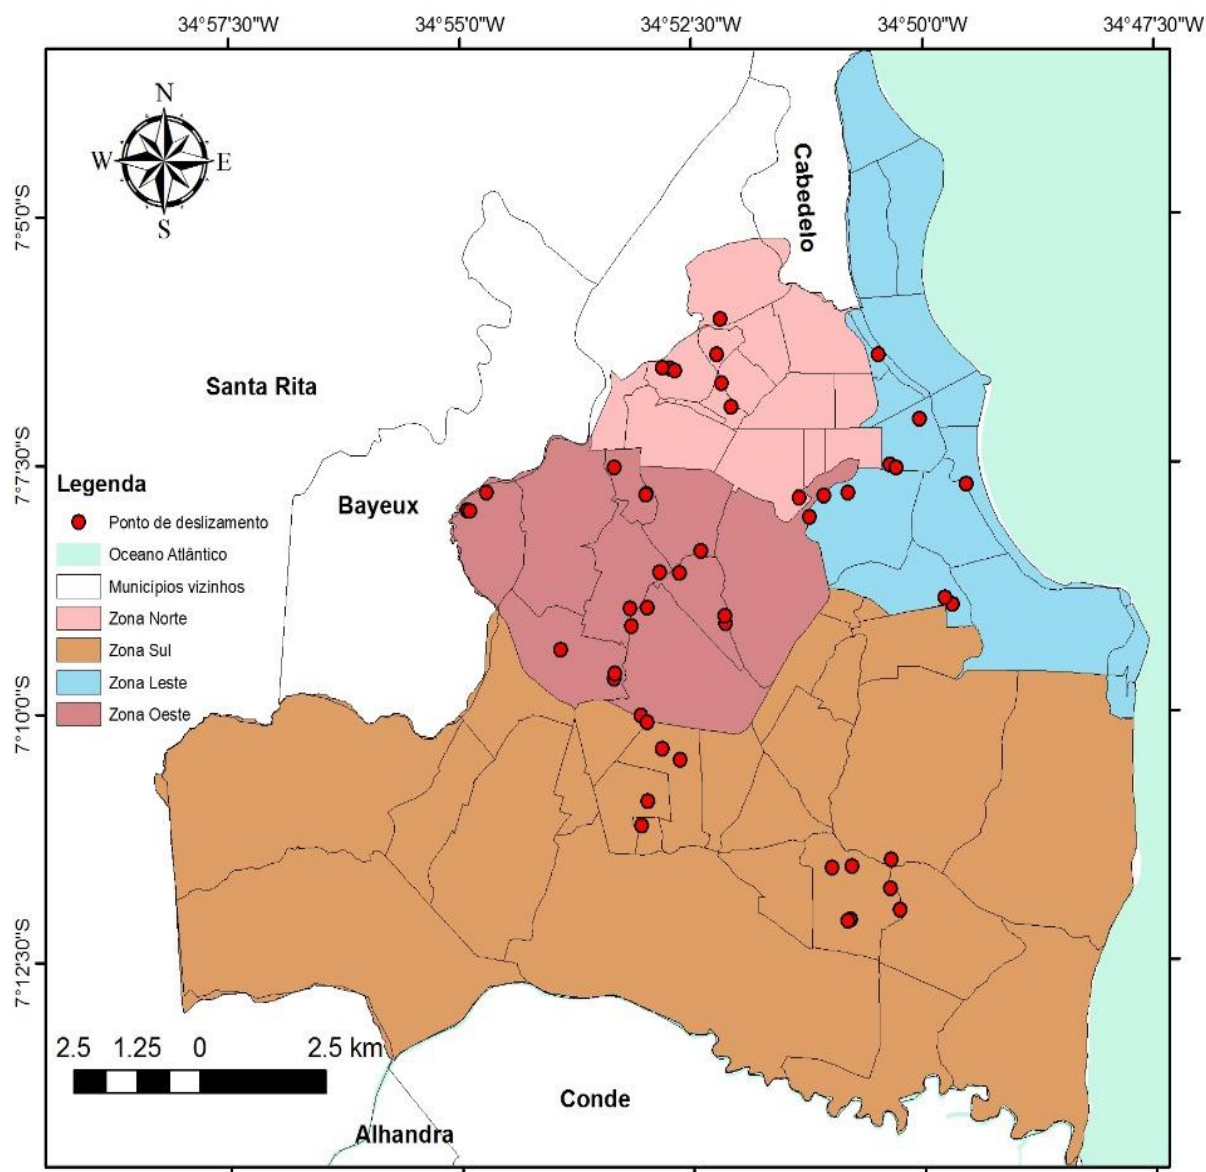 34°57'30"W 34°55'0"W 34°52'30"W 34°50'0"W 34°47'30"W
N
W E
S
Cabedelo
7°5'0"S
Santa Rita
7°7'30"S
Legenda
Bayeux
Ponto de deslizamento
Oceano Atlântico
Municípios vizinhos
Zona Norte
Zona Sul
Zona Leste
Zona Oeste
7°10'0"S
7°12'30"S
2.5 1.25 0 2.5 km
Conde
Alhandra